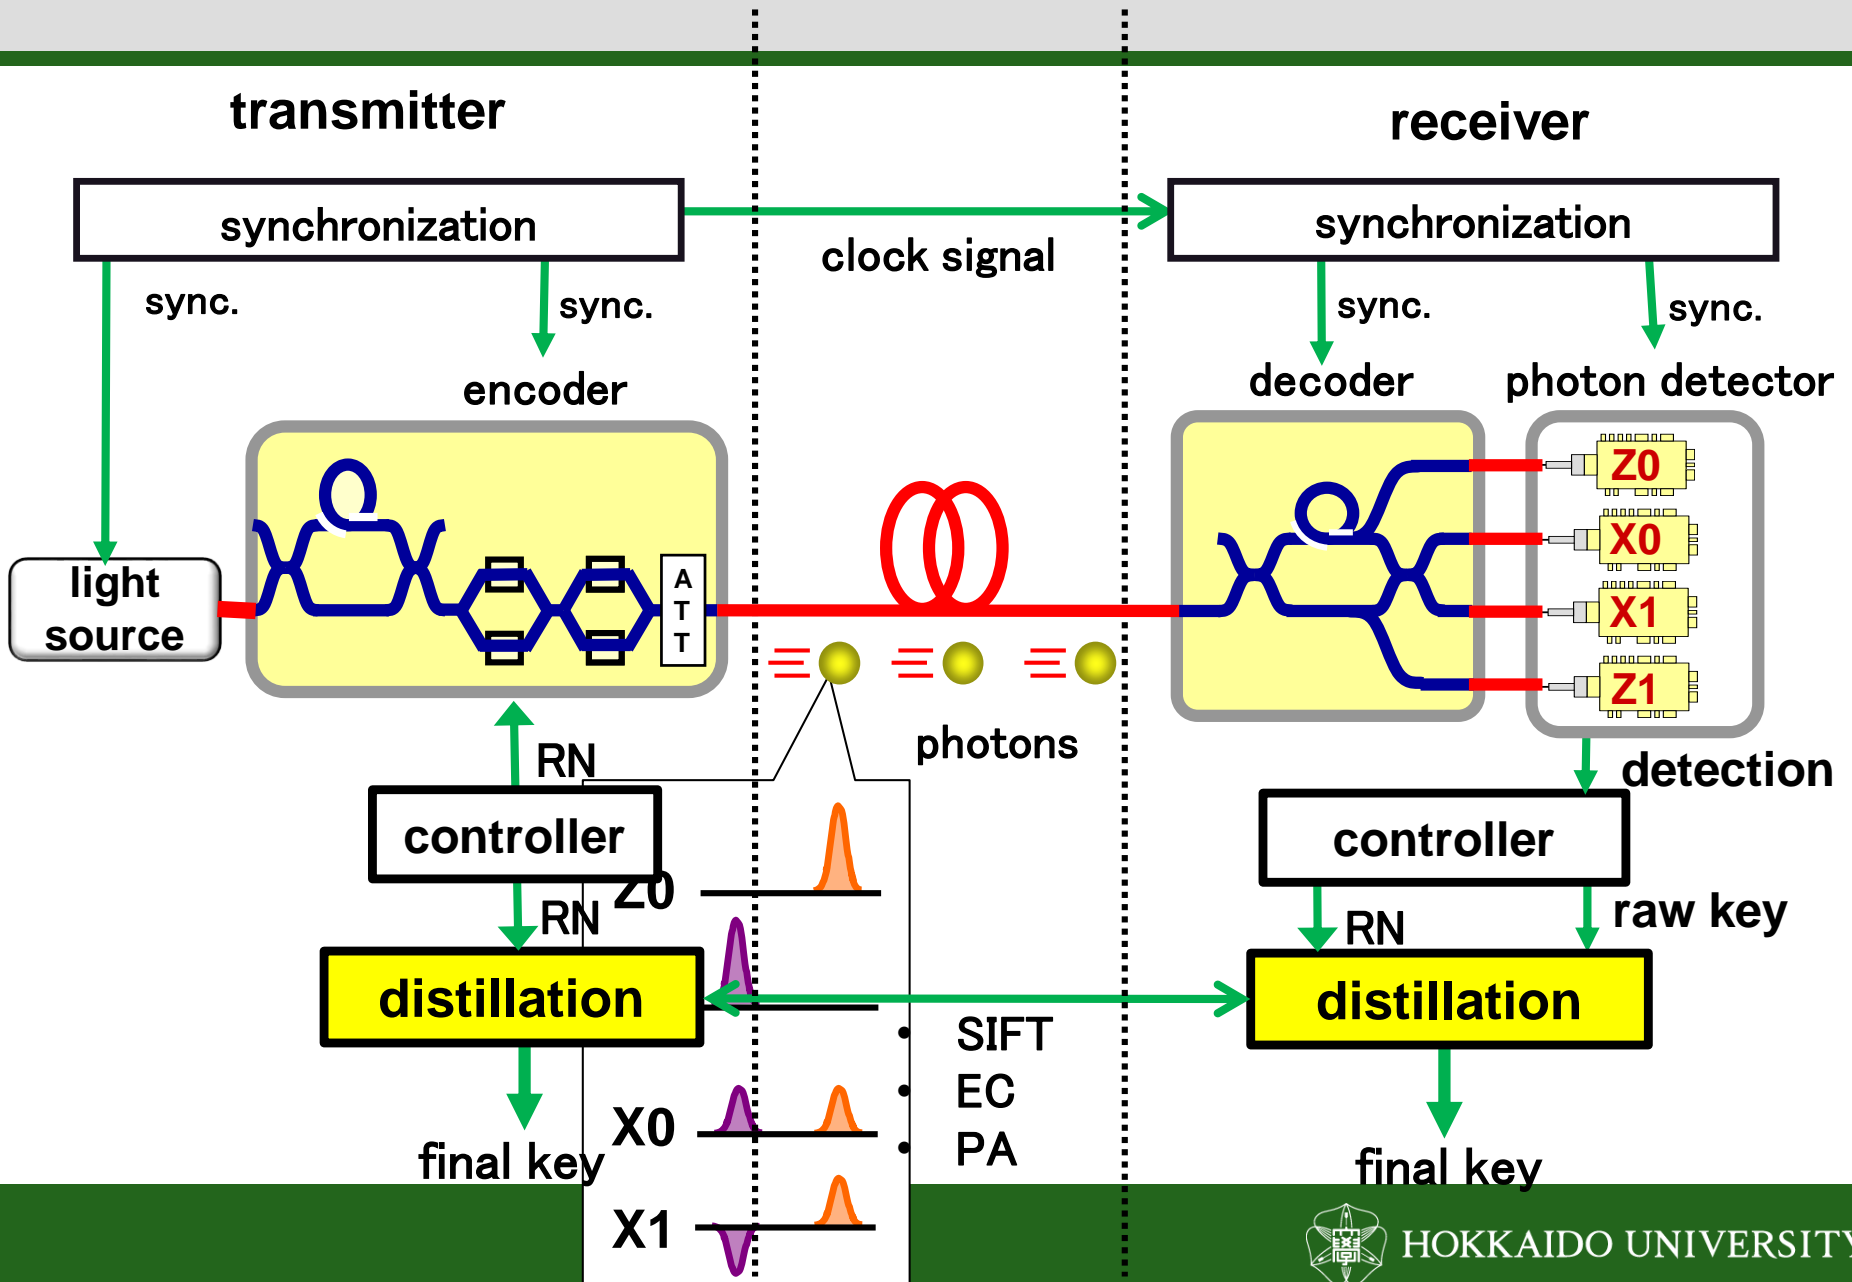 transmitter
receiver
synchronization
synchronization
clock signal
sync.
sync.
sync.
sync.
encoder
decoder
photon detector
Z0
X0
X1
Z1
light
source
A
T
T
photons
RN
detection
controller
controller
Z0
RN
RN
raw key
distillation
distillation
SIFT
EC
PA
X0
final key
final key
X1
HOKKAIDO UNIVERSITY